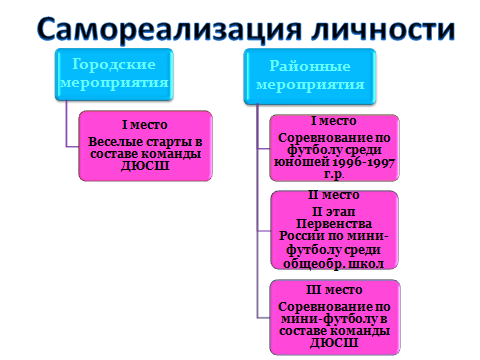 Самореализация личности
Городские
мероприятия
I место
Веселые старты в
составе команды
ДЮСШ
Районные
мероприятия
I место
Соревнование по
футболу среди
юношей 1996-1997
г.р.
II место
II этап
Первенства
России по мини-
футболу среди
общеобр. школ
III место
Соревнование по
мини-футболу в
составе команды
ДЮСШ